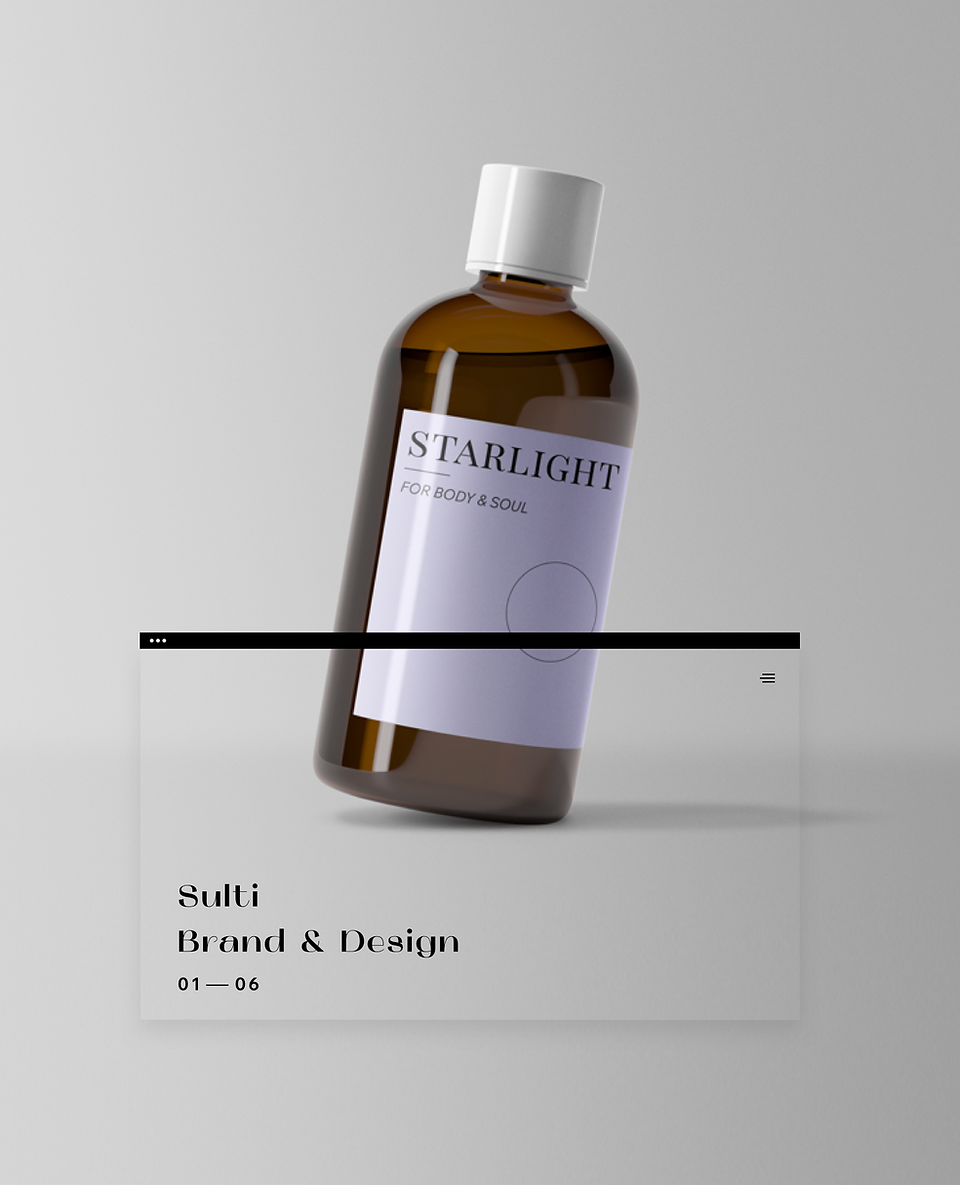 STARLIGHT
FOR BODY & SOUL
Sulti
Brand & Design
01 — 06